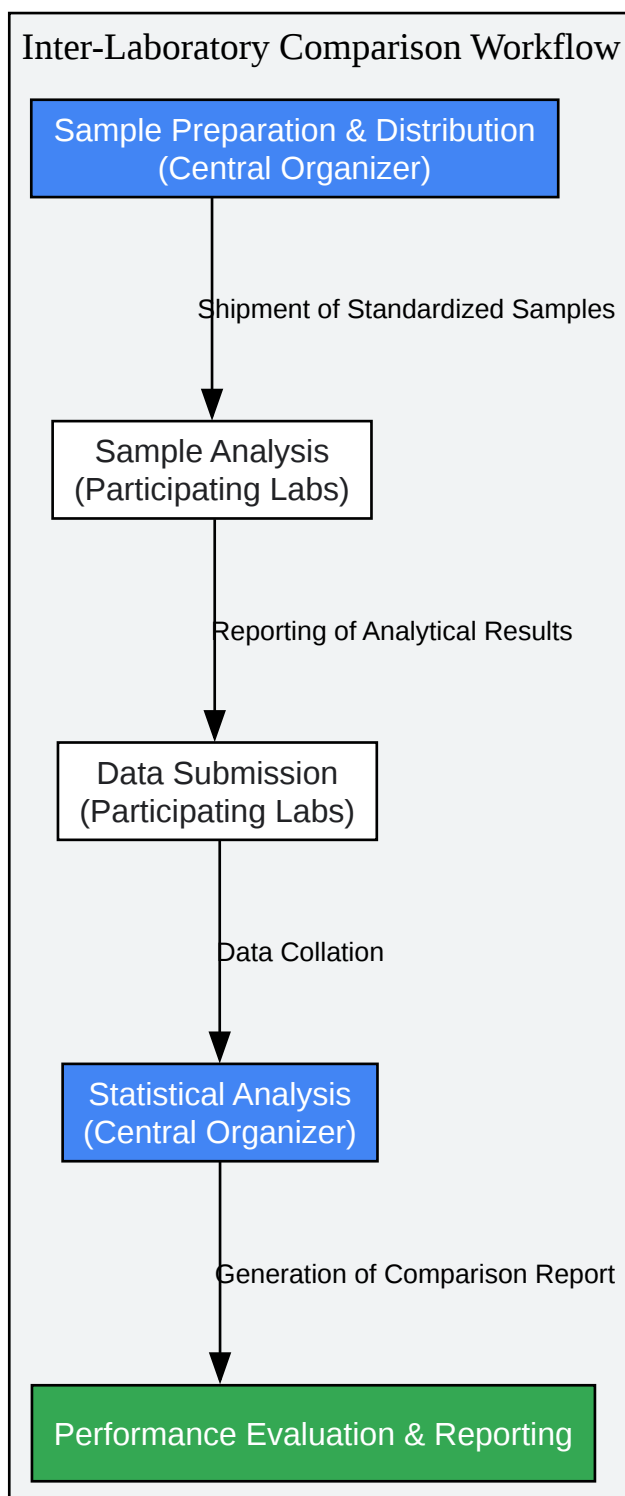 Inter-Laboratory Comparison Workflow
Sample Preparation & Distribution
(Central Organizer)
Shipment of Standardized Samples
Sample Analysis
(Participating Labs)
Reporting of Analytical Results
Data Submission
(Participating Labs)
Data Collation
Statistical Analysis
(Central Organizer)
Generation of Comparison Report
Performance Evaluation & Reporting